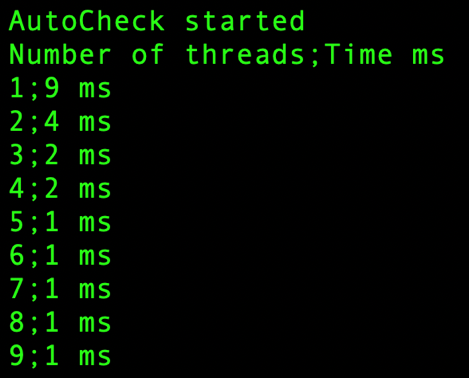 AutoCheck started
Number of threads;Time ms
1;9 ms
2;4 ms
3;2 ms
4;2 ms
5;1 ms
6;1 ms
7;1 ms
8;1 ms
9;1 ms